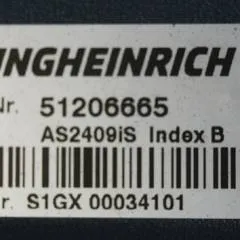 NGHEINRICH
Nr. 51206665
AS2409iS Index B
r. S1GX 00034101